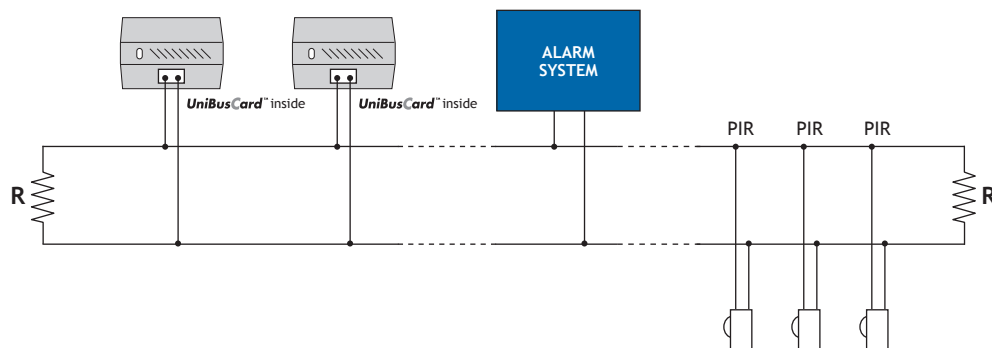 ALARM
SYSTEM
UniBusCard™ inside
UniBusCard™ inside
PIR PIR PIR
R
R